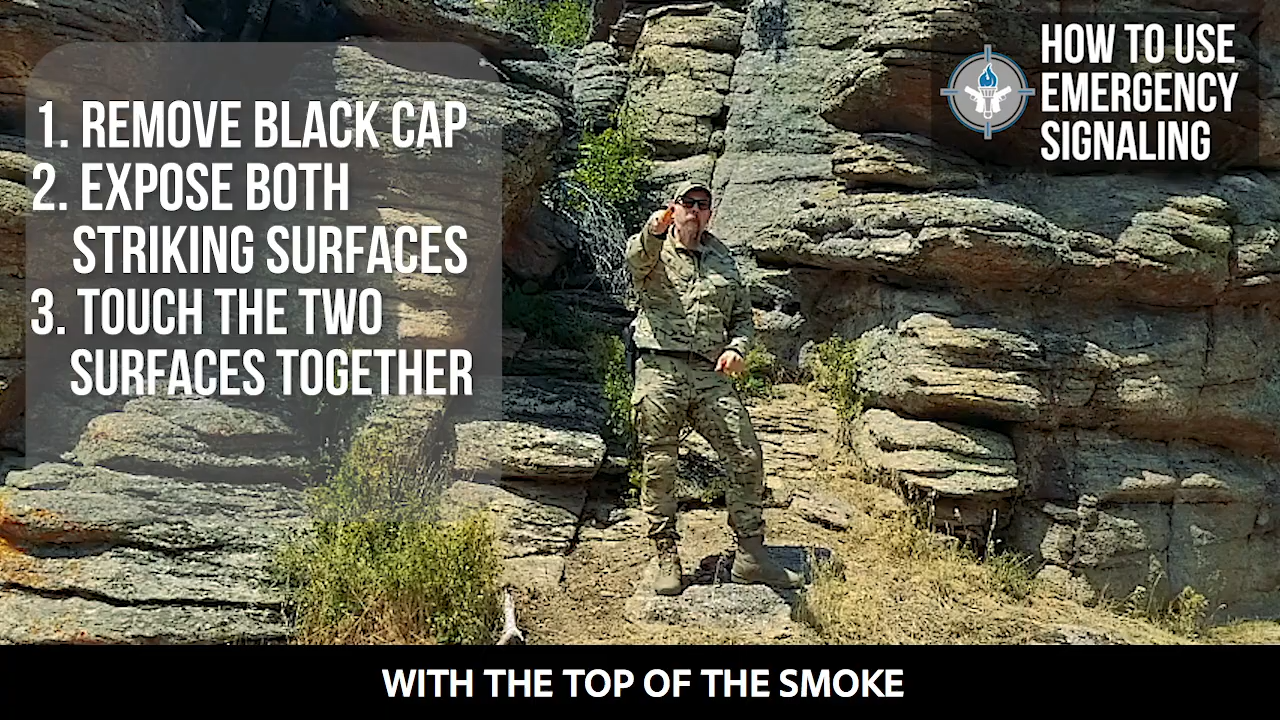 HOW TO USE
EMERGENCY
SIGNALING
1. REMOVE BLACK CAP
2. EXPOSE BOTH
STRIKING SURFACES
3. TOUCH THE TWO
SURFACES TOGETHER
WITH THE TOP OF THE SMOKE